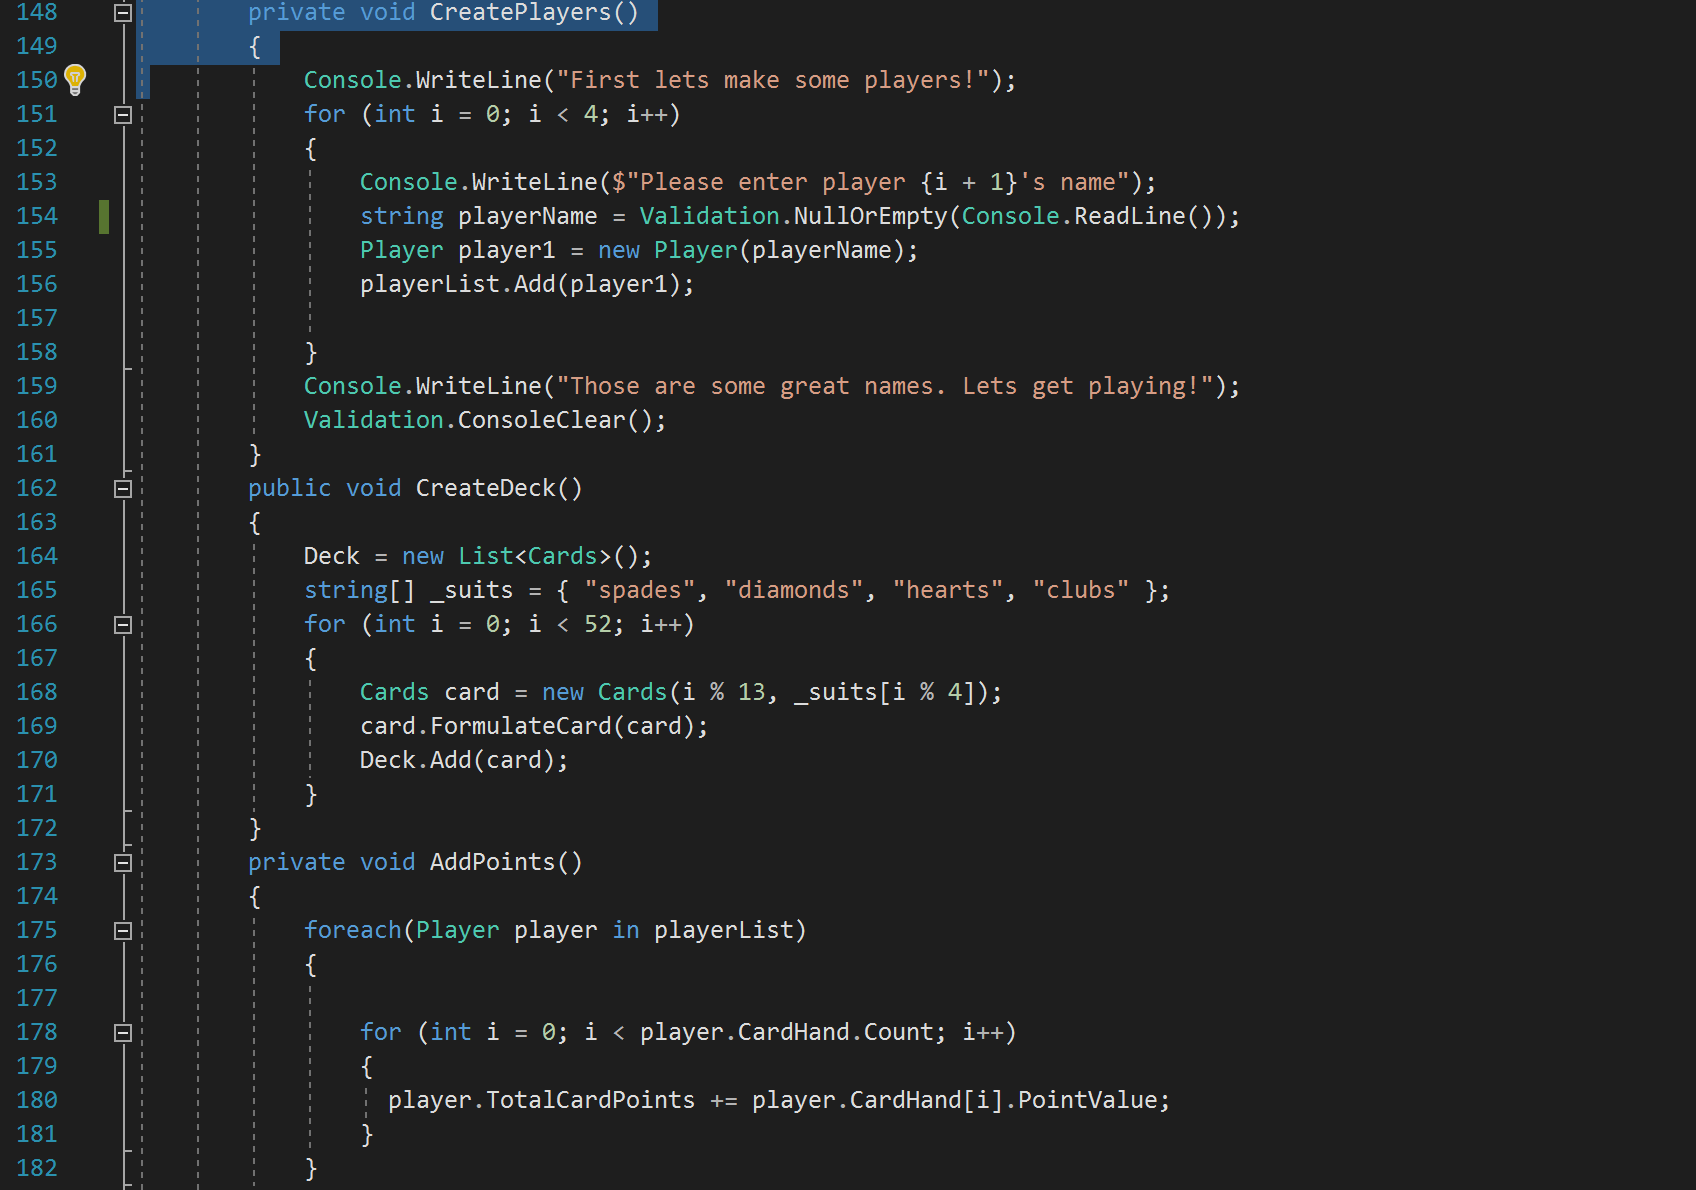 148 private void CreatePlayers()
149 {
150 Console.WriteLine("First lets make some players!");
151 for (int i = 0; i < 4; i++)
152 {
153 Console.WriteLine($"Please enter player {i + 1}'s name");
154 string playerName = Validation.NullOrEmpty(Console.ReadLine());
155 Player player1 = new Player(playerName);
156 playerList.Add(player1);
157
158 }
159 Console.WriteLine("Those are some great names. Lets get playing!");
160 Validation.ConsoleClear();
161 }
162 public void CreateDeck()
163 {
164 Deck = new List<Cards>();
165 string[] _suits = { "spades", "diamonds", "hearts", "clubs" };
166 for (int i = 0; i < 52; i++)
167 {
168 Cards card = new Cards(i % 13, _suits[i % 4]);
169 card.FormulateCard(card);
170 Deck.Add(card);
171 }
172 }
173 private void AddPoints()
174 {
175 foreach(Player player in playerList)
176 {
177
178 for (int i = 0; i < player.CardHand.Count; i++)
179 {
180 player.TotalCardPoints += player.CardHand[i].PointValue;
181 }
182 }